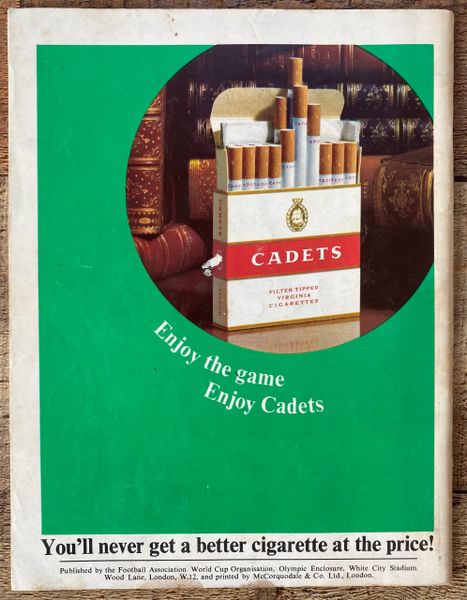 CADETS
FILTER TIPPED
VIRGINIA
CIGARETTES
Enjoy the game
Enjoy Cadets
You'll never get a better cigarette at the price!
Published by the Football Association World Cup Organisation, Olympic Enclosure, White City Stadium.
Wood Lane, London, W.12, and printed by McCorquodale & Co. Ltd., London.